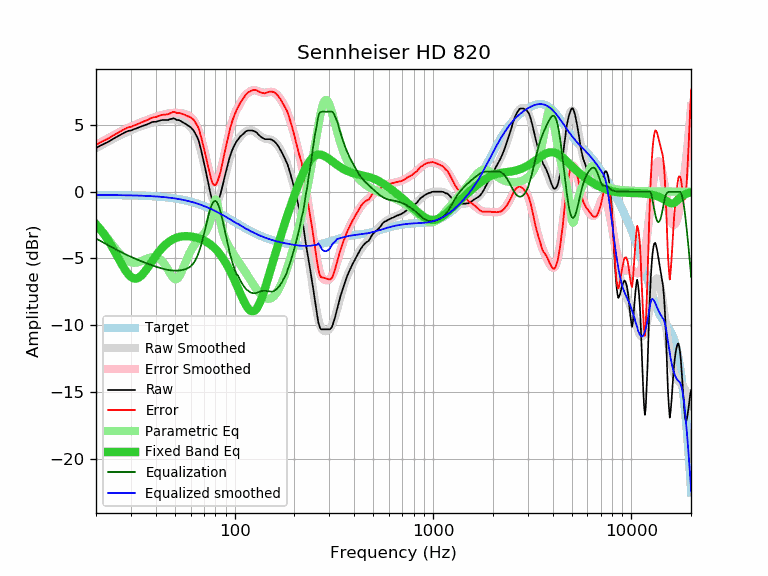 Sennheiser HD 820
Amplitude (dBr)
5
0
−5
−10
−15
−20
Target
Raw Smoothed
Error Smoothed
Raw
Error
Parametric Eq
Fixed Band Eq
Equalization
Equalized smoothed
100
1000
10000
Frequency (Hz)